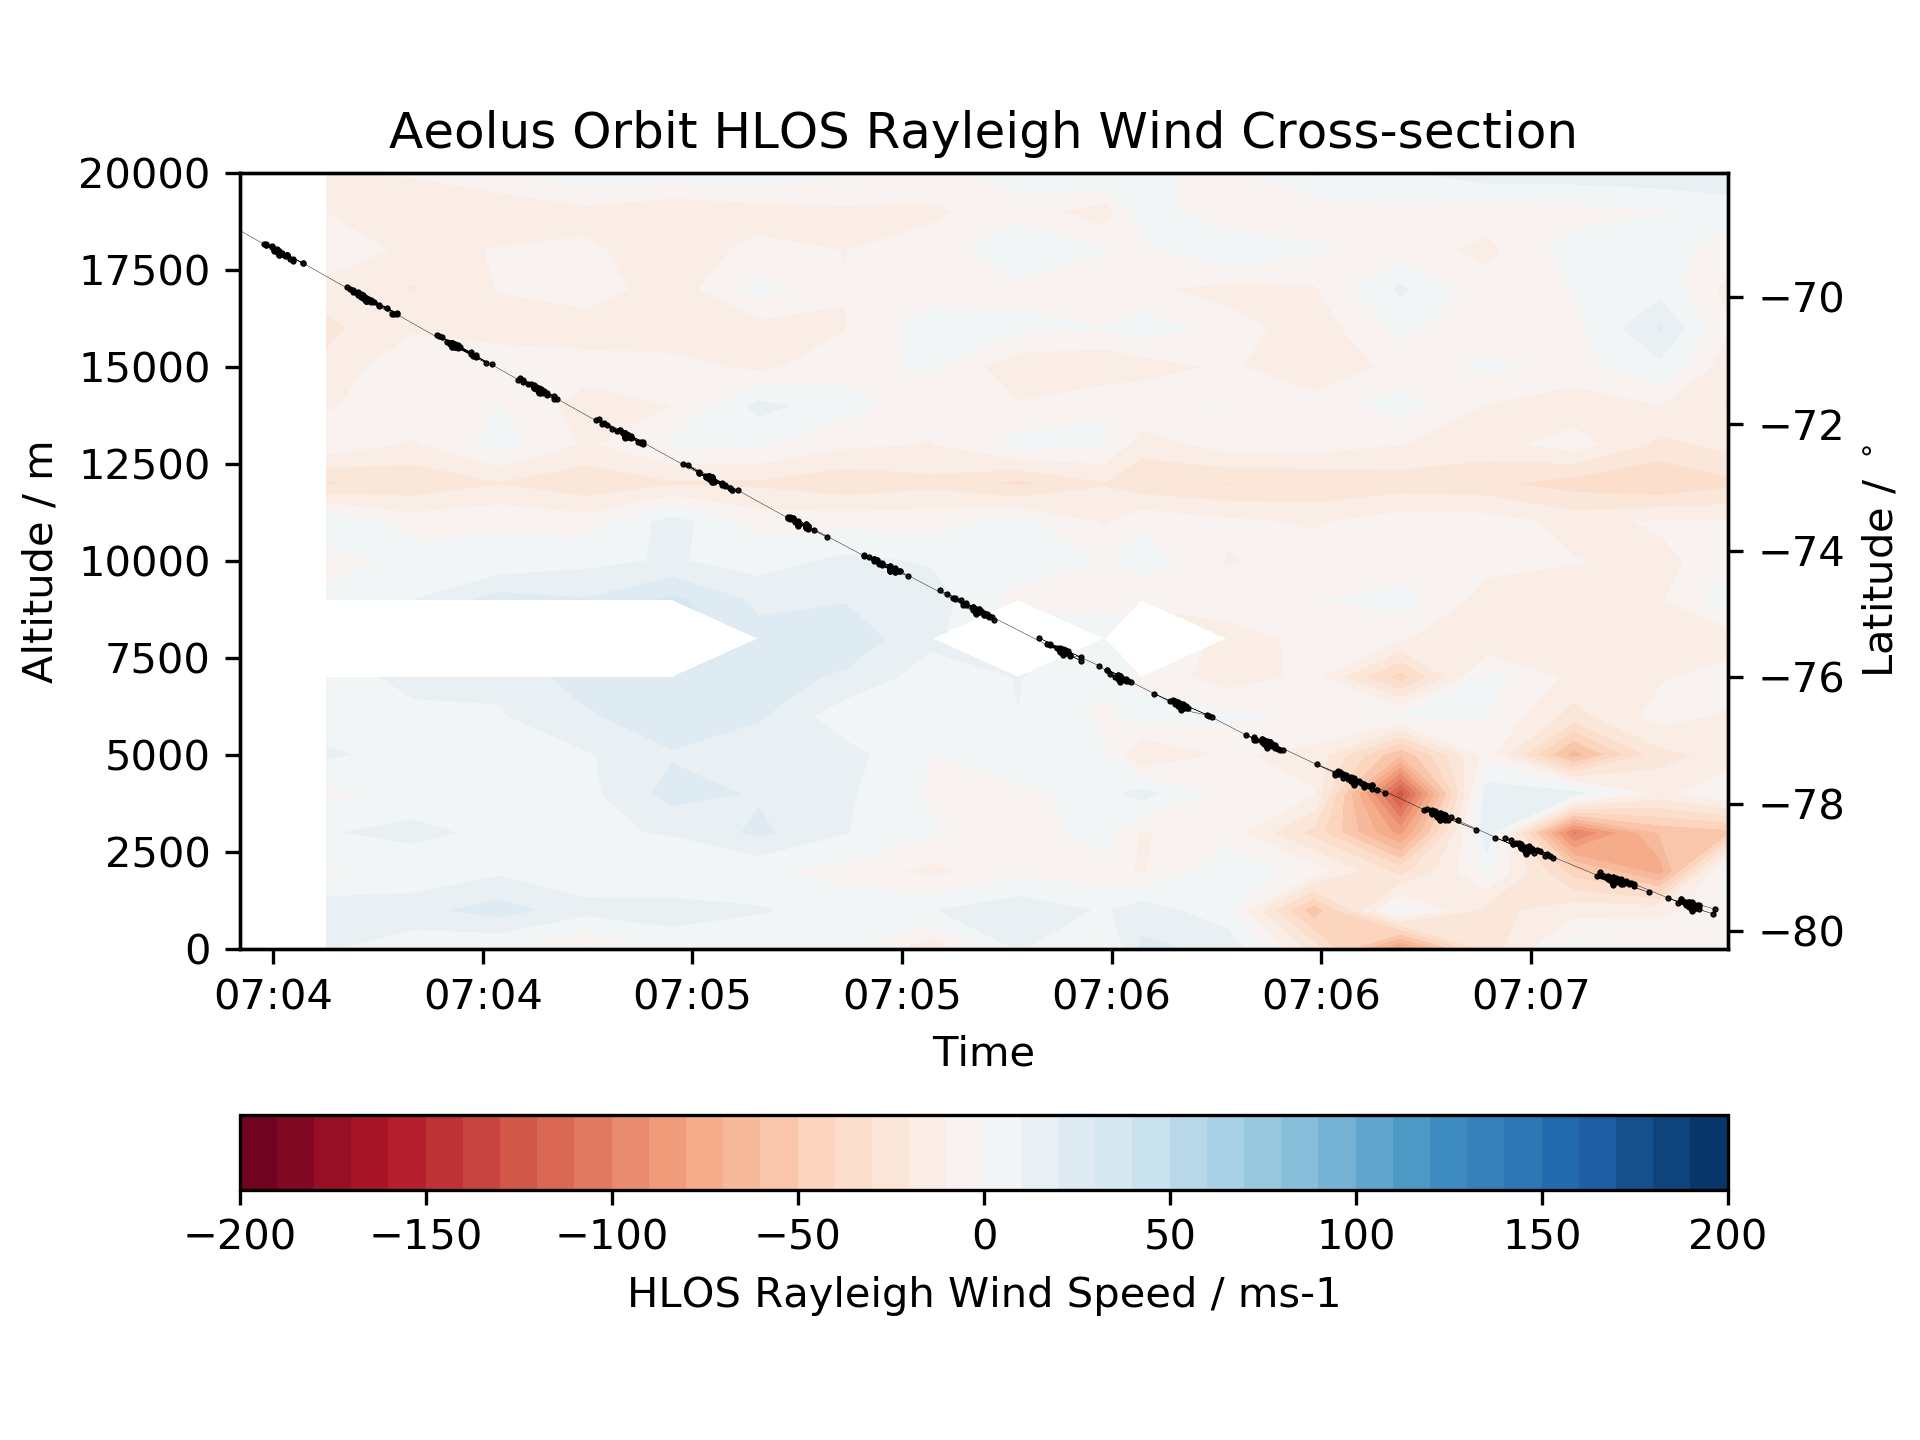 Aeolus Orbit HLOS Rayleigh Wind Cross-section
20000
17500
15000
12500
10000
7500
5000
2500
0
Altitude / m
−70
−72
−74
−76
−78
−80
Latitude / °
07:04 07:04 07:05 07:05 07:06 07:06 07:07
Time
−200 −150 −100 −50 0 50 100 150 200
HLOS Rayleigh Wind Speed / ms-1